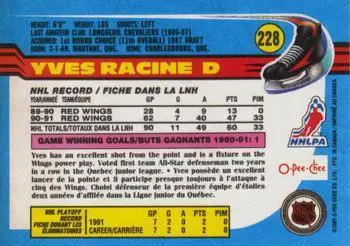 HEIGHT: 6'0" WEIGHT: 185 SHOOTS: LEFT
LAST AMATEUR CLUB: LONGUEUIL CHEVALIERS (1986-87)
ACQUIRED: 1st ROUND CHOICE (11th OVERALL) 1987 DRAFT
BORN: 2-7-69, MANTANE, QUE. HOME: CHARLESBOURG, QUE.
228
YVES RACINE D
NHL RECORD / FICHE DANS LA LNH
YEAR/ANNÉE TEAM/ÉQUIPE GP G A PTS PIM
89-90 RED WINGS 28 4 9 13
90-91 RED WINGS 62 7 40 47 33
NHL TOTALS/TOTAUX DANS LA LNH 90 11 49 60 33
GAME WINNING GOALS/BUTS GAGNANTS 1990-91: 1
Yves has an excellent shot from the point and is a fixture on the
Wings power play. Voted first team All-Star defenseman two years
in a row in the Quebec junior league. • Yves possède un excellent
lancer de la pointe et il participe presque toujours à l'attaque à
cinq des Wings. Choisi défenseur de la première équipe d'étoiles
deux années d'affilée dans la Ligue junior du Québec.
NHL PLAYOFF RECORD
FICHE DURANT LES
ÉLIMINATOIRES
GP G A PTS PIM
1991 7 2 0 2 0
CAREER/CARRIÈRE 7 2 0 2 0
NHLPA
O-Pee-Chee
NHL